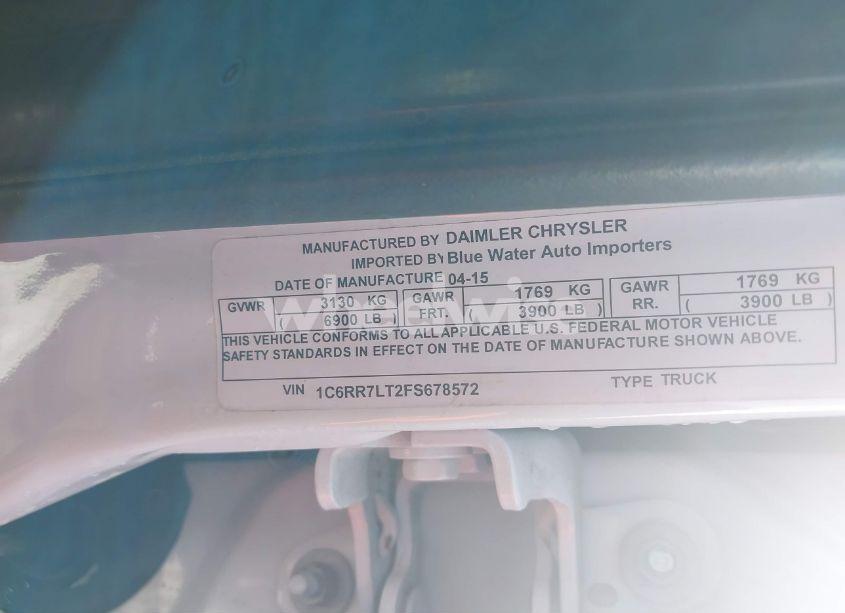 MANUFACTURED BY DAIMLER CHRYSLER
IMPORTED BY Blue Water Auto Importers
DATE OF MANUFACTURE 04-15
GVWR 3130 KG GAWR 1769 KG GAWR 1769 KG
( 6900 LB ) FRT. ( 3900 LB ) RR. ( 3900 LB )
THIS VEHICLE CONFORMS TO ALL APPLICABLE U.S. FEDERAL MOTOR VEHICLE
SAFETY STANDARDS IN EFFECT ON THE DATE OF MANUFACTURE SHOWN ABOVE.
VIN 1C6RR7LT2FS678572 TYPE TRUCK